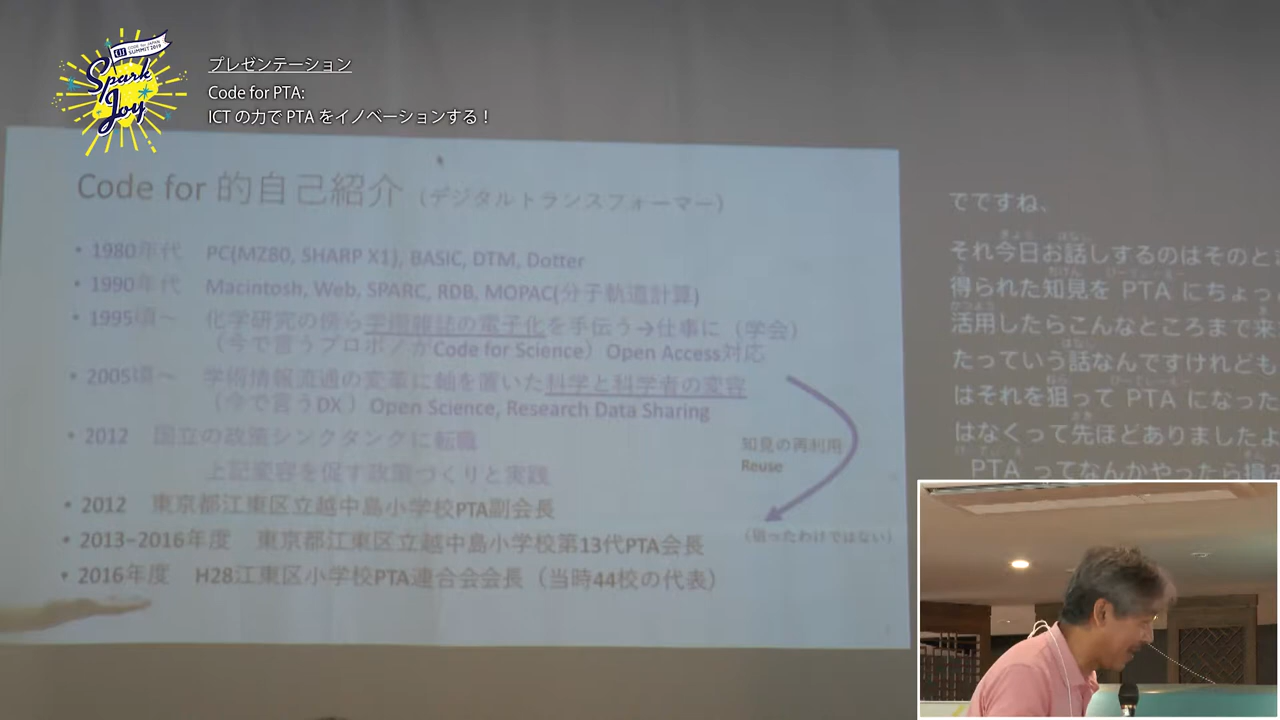 CODE for JAPAN
SUMMIT 2019
Spark
Joy
プレゼンテーション
Code for PTA:
ICT の力で PTA をイノベーションする！
Code for 的自己紹介（デジタルトランスフォーマー）
• 1980年代 PC(MZ80, SHARP X1), BASIC, DTM, Dotter
• 1990年代 Macintosh, Web, SPARC, RDB, MOPAC(分子軌道計算)
• 1995頃～ 化学研究の傍ら学術雑誌の電子化を手伝う→仕事に（学会）
（今で言うプロボノがCode for Science）Open Access対応
• 2005頃～ 学術情報流通の変革に軸を置いた科学と科学者の変容
（今で言うDX）Open Science, Research Data Sharing
• 2012 国立の政策シンクタンクに転職
上記変容を促す政策づくりと実践
知見の再利用
Reuse
• 2012 東京都江東区立越中島小学校PTA副会長
• 2013–2016年度 東京都江東区立越中島小学校第13代PTA会長
（狙ったわけではない）
• 2016年度 H28江東区小学校PTA連合会会長（当時44校の代表）
でですね、
それ今日お話しするのはそのと
得られた知見を PTA にちょっ
活用したらこんなところまで来
たっていう話なんですけれども
はそれを狙って PTA になった
はなくって先ほどありましたよ
PTA ってなんかやったら損み